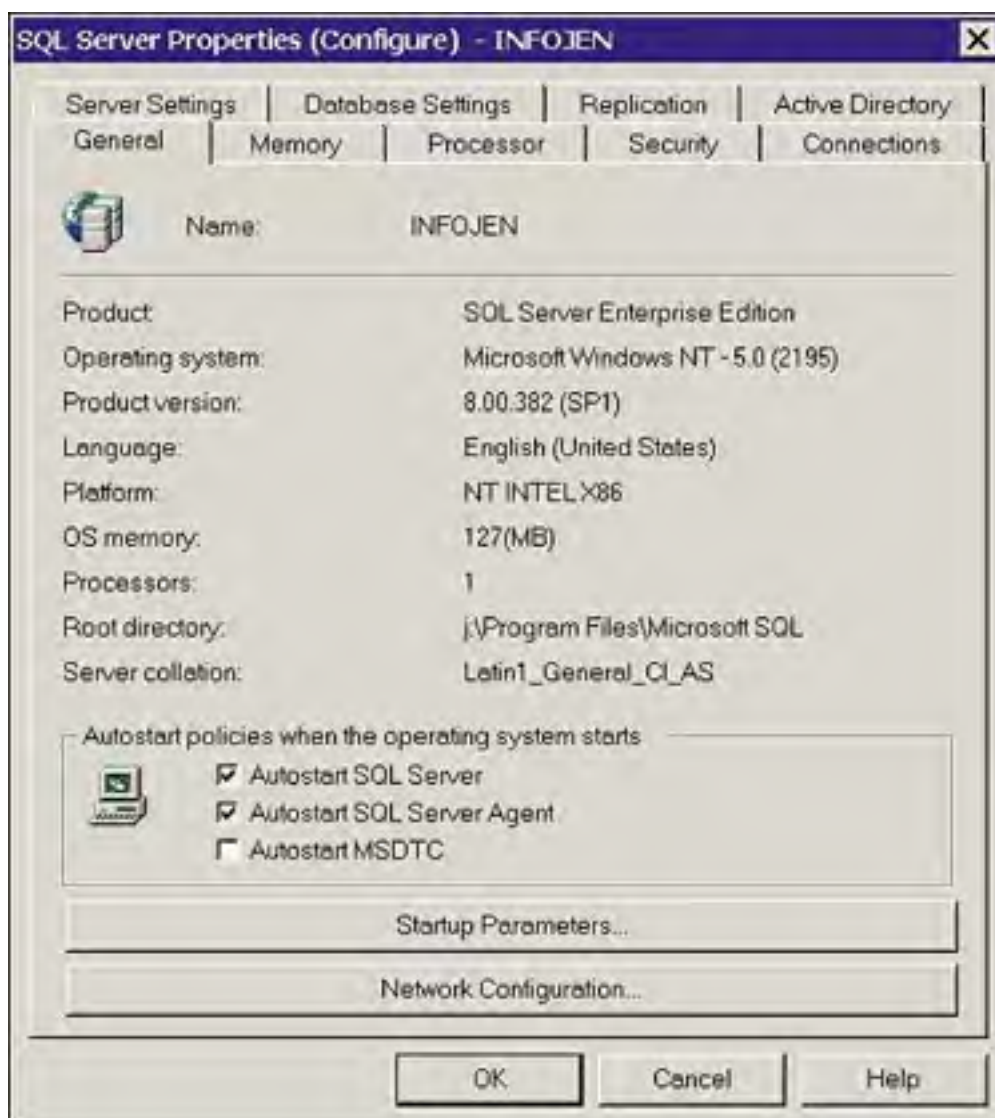 SQL Server Properties (Configure) - INFOJEN
Server Settings Database Settings Replication Active Directory
General Memory Processor Security Connections
Name: INFOJEN
Product: SQL Server Enterprise Edition
Operating system: Microsoft Windows NT - 5.0 (2195)
Product version: 8.00.382 (SP1)
Language: English (United States)
Platform: NT INTEL X86
OS memory: 127(MB)
Processors: 1
Root directory: j:\Program Files\Microsoft SQL
Server collation: Latin1_General_CI_AS
Autostart policies when the operating system starts
Autostart SQL Server
Autostart SQL Server Agent
Autostart MSDTC
Startup Parameters...
Network Configuration...
OK Cancel Help